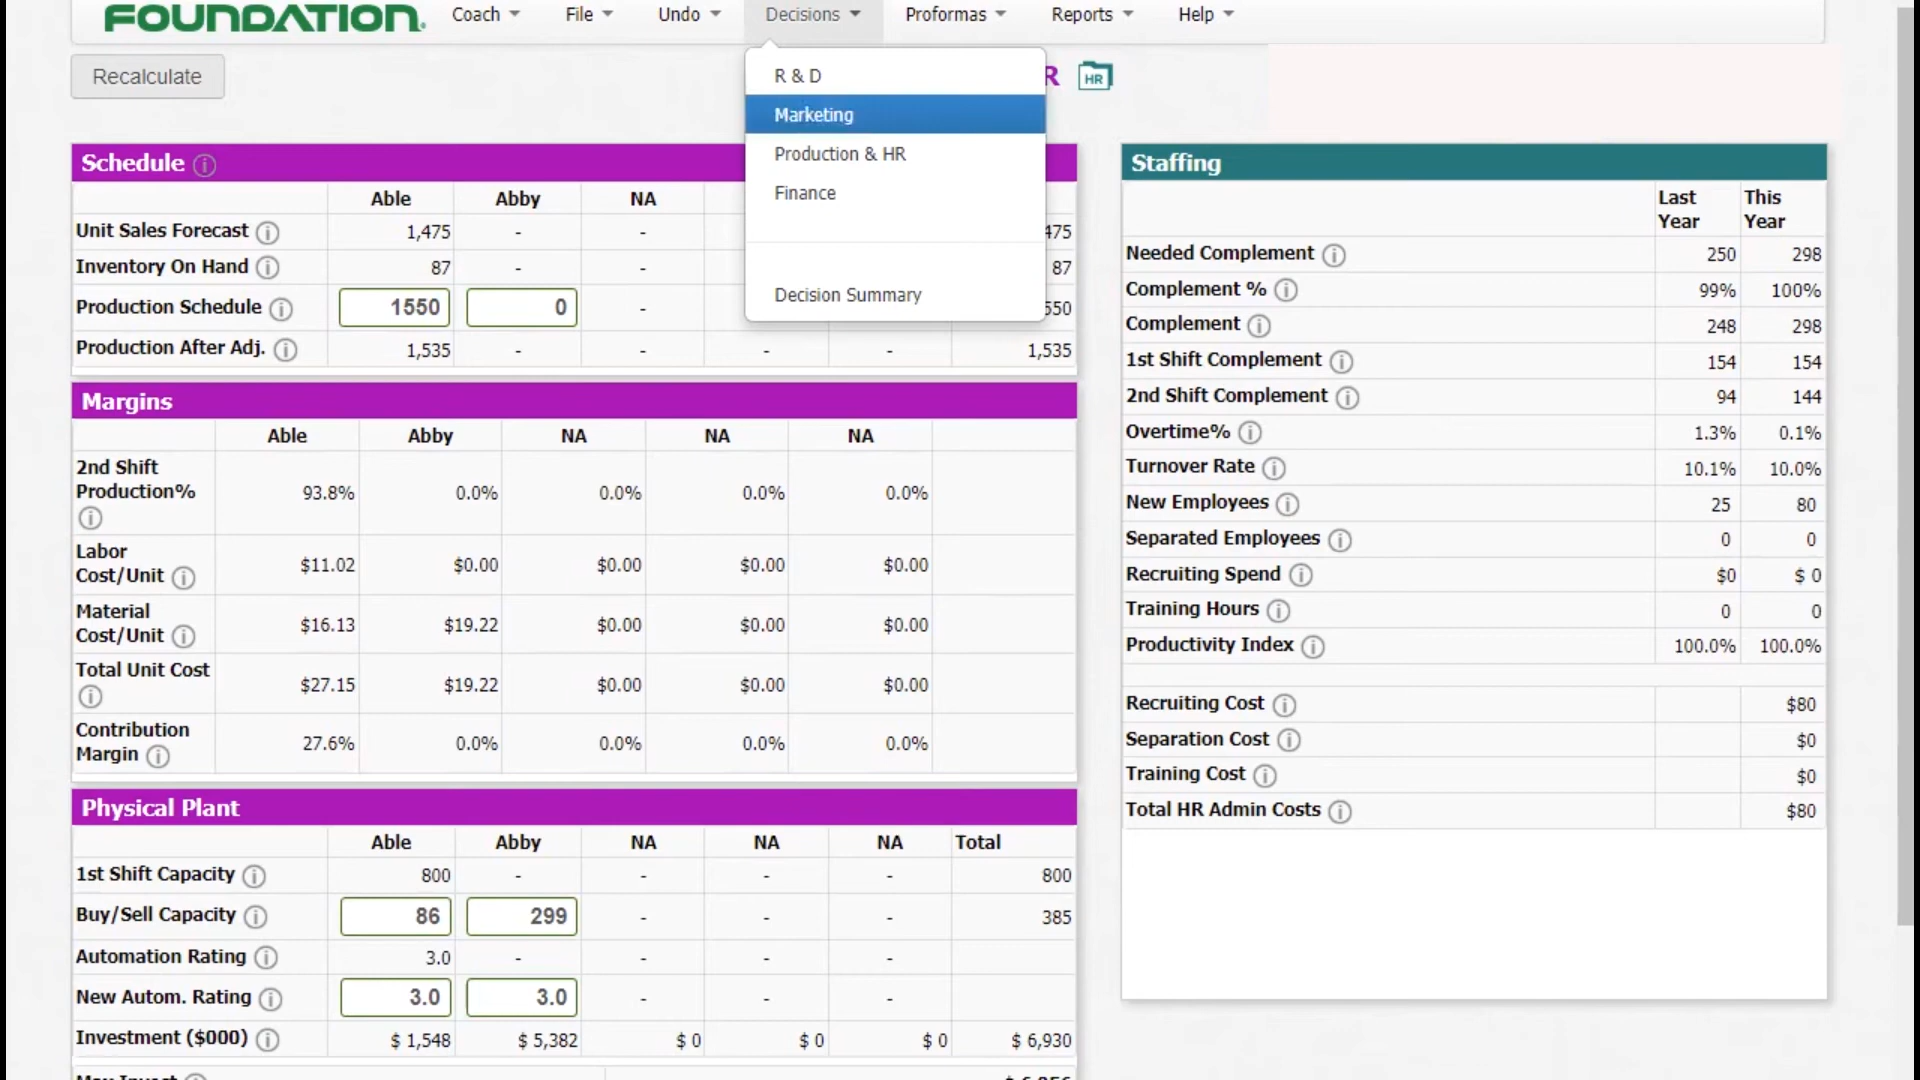 FOUNDATION
Coach File Undo Decisions Proformas Reports Help
Recalculate
R & D
Marketing
Production & HR
Finance
Decision Summary
R HR
Schedule
Able Abby NA
Unit Sales Forecast 1,475 - - 475
Inventory On Hand 87 - - 87
Production Schedule 1550 0 - 550
Production After Adj. 1,535 - - - - 1,535
Margins
Able Abby NA NA NA
2nd Shift
Production% 93.8% 0.0% 0.0% 0.0% 0.0%
Labor
Cost/Unit $11.02 $0.00 $0.00 $0.00 $0.00
Material
Cost/Unit $16.13 $19.22 $0.00 $0.00 $0.00
Total Unit Cost $27.15 $19.22 $0.00 $0.00 $0.00
Contribution
Margin 27.6% 0.0% 0.0% 0.0% 0.0%
Physical Plant
Able Abby NA NA NA Total
1st Shift Capacity 800 - - - - 800
Buy/Sell Capacity 86 299 - - - 385
Automation Rating 3.0 - - - -
New Autom. Rating 3.0 3.0 - - -
Investment ($000) $ 1,548 $ 5,382 $ 0 $ 0 $ 0 $ 6,930
Staffing
Last Year This Year
Needed Complement 250 298
Complement % 99% 100%
Complement 248 298
1st Shift Complement 154 154
2nd Shift Complement 94 144
Overtime% 1.3% 0.1%
Turnover Rate 10.1% 10.0%
New Employees 25 80
Separated Employees 0 0
Recruiting Spend $0 $ 0
Training Hours 0 0
Productivity Index 100.0% 100.0%
Recruiting Cost $80
Separation Cost $0
Training Cost $0
Total HR Admin Costs $80